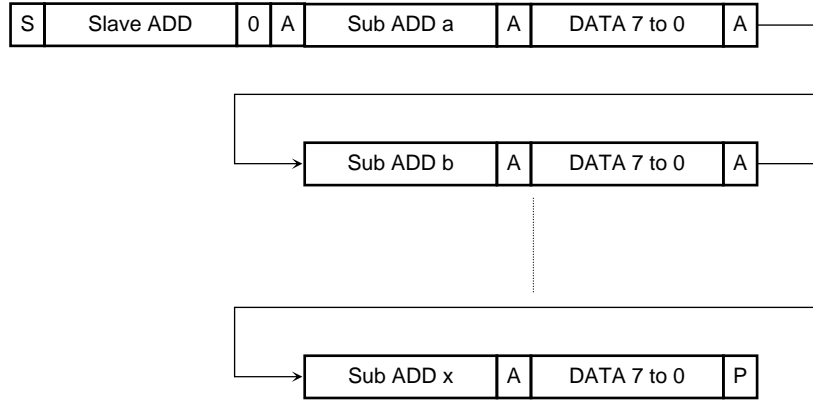 S Slave ADD 0 A Sub ADD a A DATA 7 to 0 A
Sub ADD b A DATA 7 to 0 A
Sub ADD x A DATA 7 to 0 P